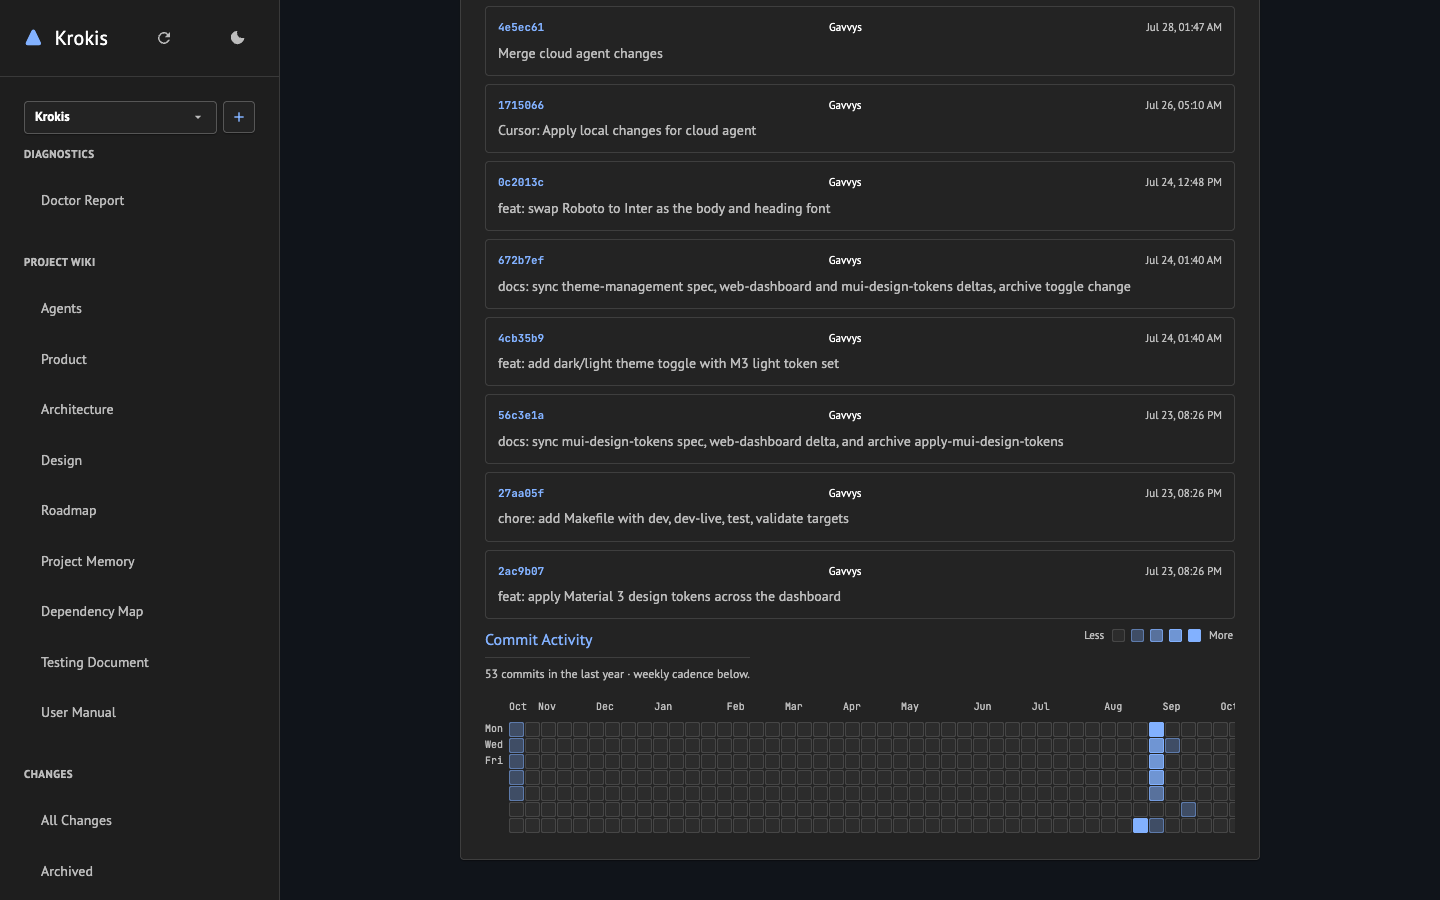 Krokis
Krokis
+
DIAGNOSTICS
Doctor Report
PROJECT WIKI
Agents
Product
Architecture
Design
Roadmap
Project Memory
Dependency Map
Testing Document
User Manual
CHANGES
All Changes
Archived
4e5ec61 Gavvys Jul 28, 01:47 AM
Merge cloud agent changes
1715066 Gavvys Jul 26, 05:10 AM
Cursor: Apply local changes for cloud agent
0c2013c Gavvys Jul 24, 12:48 PM
feat: swap Roboto to Inter as the body and heading font
672b7ef Gavvys Jul 24, 01:40 AM
docs: sync theme-management spec, web-dashboard and mui-design-tokens deltas, archive toggle change
4cb35b9 Gavvys Jul 24, 01:40 AM
feat: add dark/light theme toggle with M3 light token set
56c3e1a Gavvys Jul 23, 08:26 PM
docs: sync mui-design-tokens spec, web-dashboard delta, and archive apply-mui-design-tokens
27aa05f Gavvys Jul 23, 08:26 PM
chore: add Makefile with dev, dev-live, test, validate targets
2ac9b07 Gavvys Jul 23, 08:26 PM
feat: apply Material 3 design tokens across the dashboard
Commit Activity
Less More
53 commits in the last year · weekly cadence below.
Oct Nov Dec Jan Feb Mar Apr May Jun Jul Aug Sep Oct
Mon
Wed
Fri